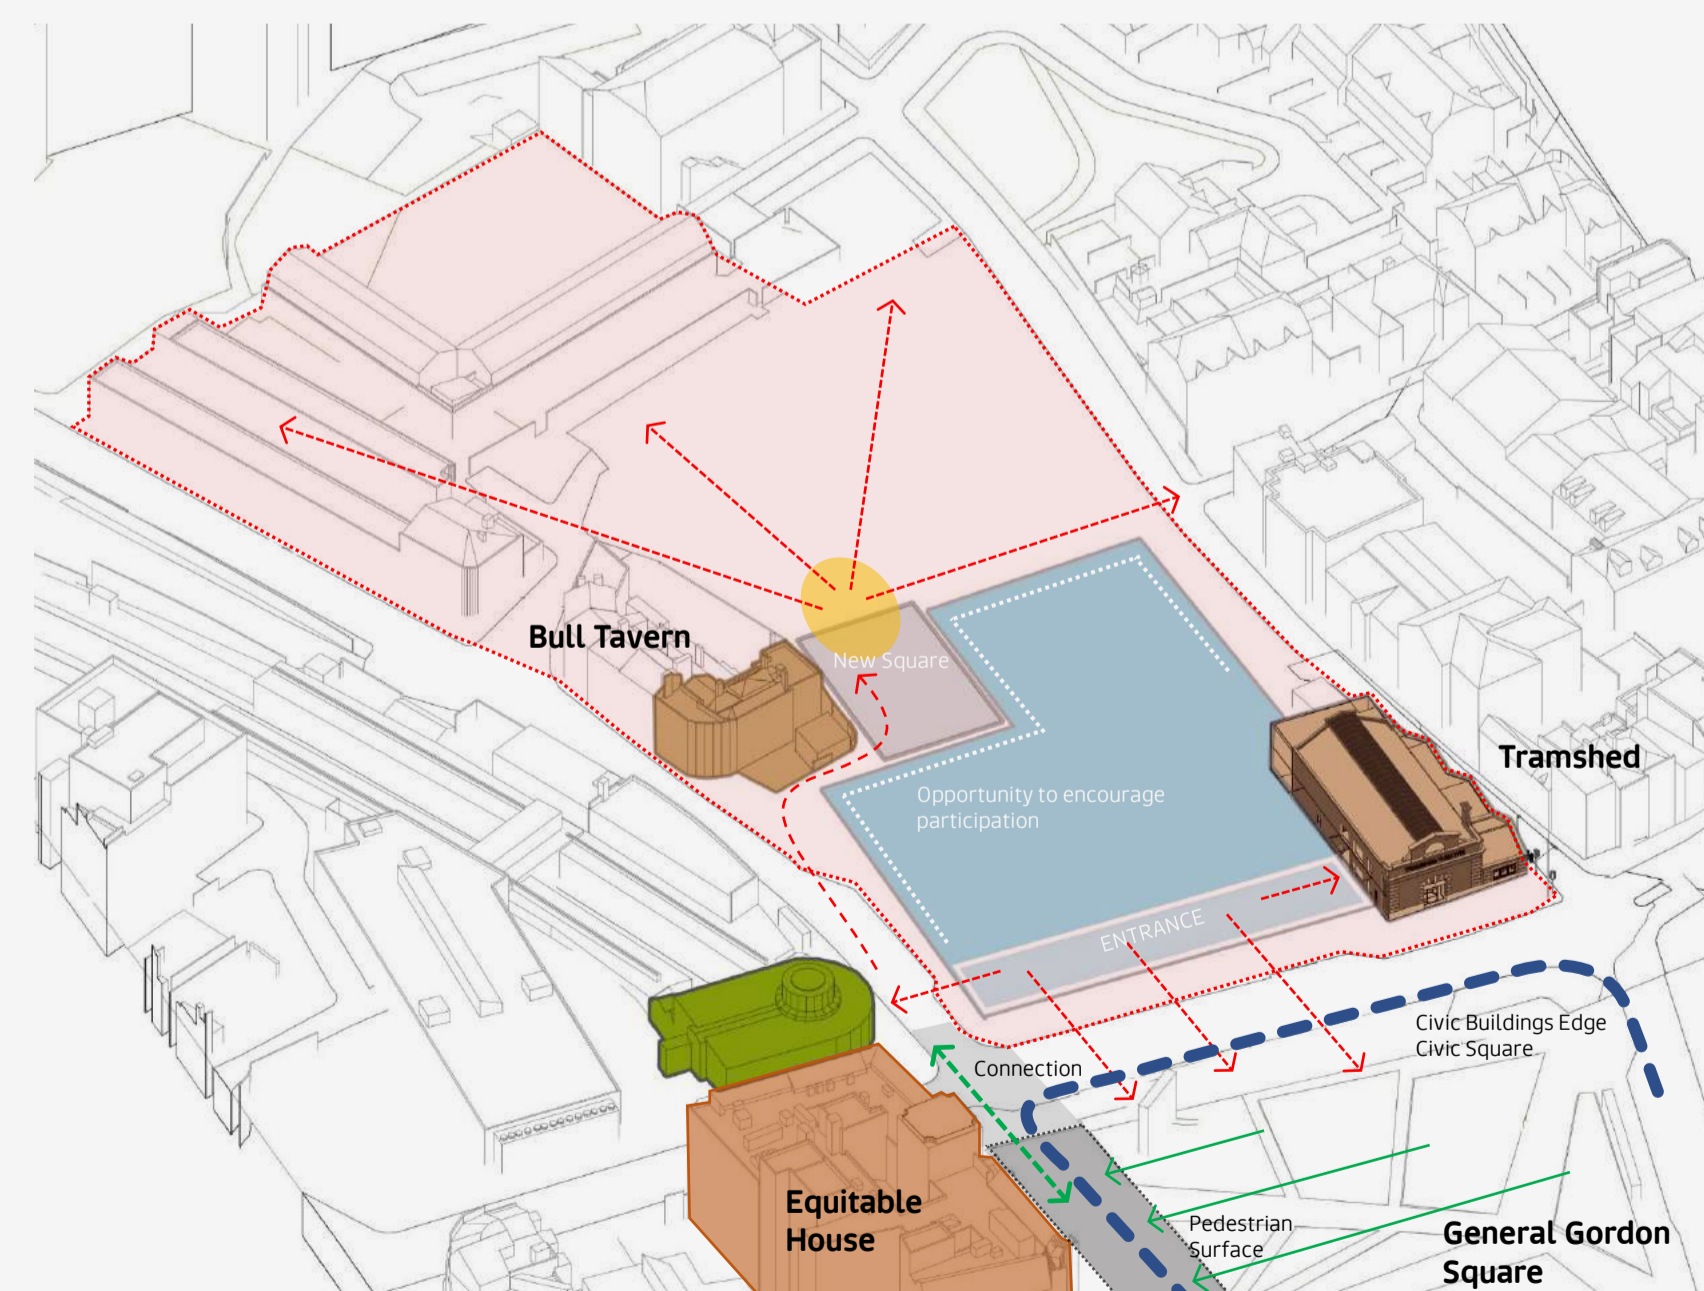 Bull Tavern
New Square
Tramshed
Opportunity to encourage
participation
ENTRANCE
Civic Buildings Edge
Civic Square
Connection
Equitable
House
Pedestrian
Surface
General Gordon
Square